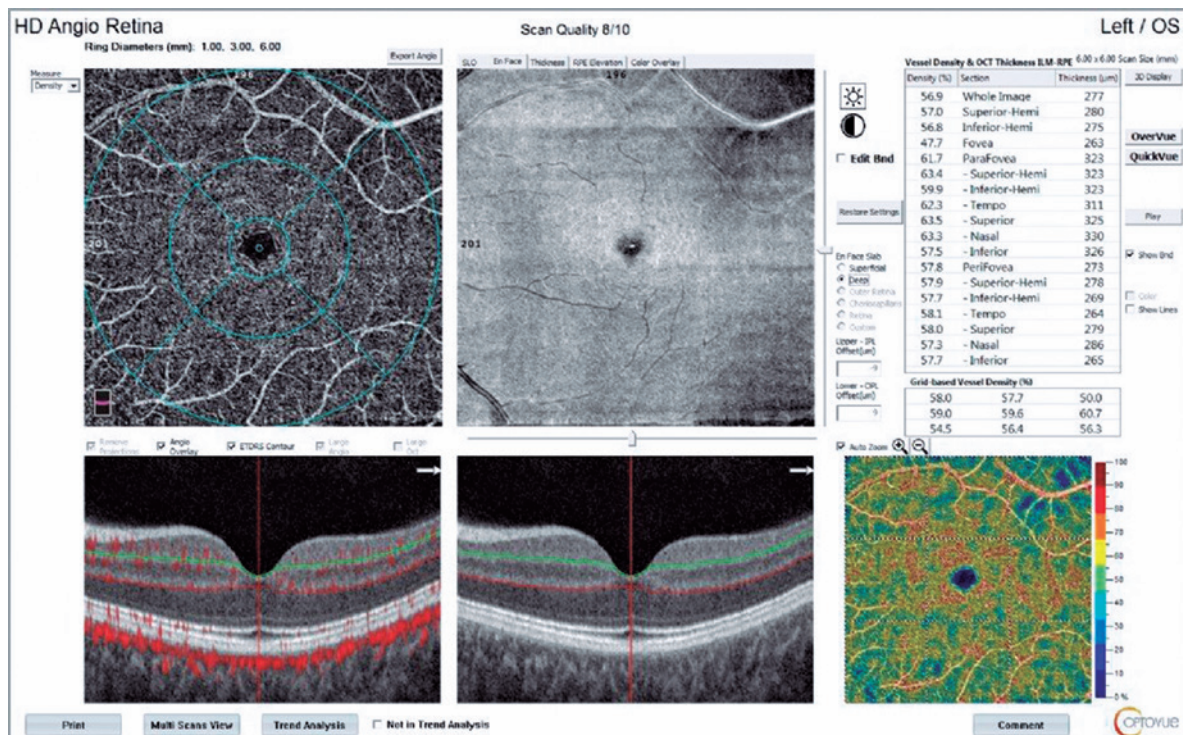 HD Angio Retina
Scan Quality 8/10
Left / OS
Ring Diameters (mm): 1.00, 3.00, 6.00
Export Angio
Measure
Density
196
201
SLO En Face Thickness RPE Elevation Color Overlay
196
201
Edit Bnd
Restore Settings
En Face Slab
Superficial
Deep
Outer Retina
Choriocapillaris
Retina
Custom
Upper - IPL
Offset(um)
-9
Lower - OPL
Offset(um)
9
Vessel Density & OCT Thickness ILM-RPE 6.00 x 6.00 Scan Size (mm)
Density (%) Section Thickness (µm)
56.9 Whole Image 277
57.0 Superior-Hemi 280
56.8 Inferior-Hemi 275
47.7 Fovea 263
61.7 ParaFovea 323
63.4 - Superior-Hemi 323
59.9 - Inferior-Hemi 323
62.3 - Tempo 311
63.5 - Superior 325
63.3 - Nasal 330
57.5 - Inferior 326
57.8 PeriFovea 273
57.9 - Superior-Hemi 278
57.7 - Inferior-Hemi 269
58.1 - Tempo 264
58.0 - Superior 279
57.3 - Nasal 286
57.7 - Inferior 265
Grid-based Vessel Density (%)
58.0 57.7 50.0
59.0 59.6 60.7
54.5 56.4 56.3
3D Display
OverVue
QuickVue
Play
Show Bnd
Color
Show Lines
Remove Projections
Angio Overlay
ETDRS Contour
Large Angio
Large Oct
Auto Zoom
100
90
80
70
60
50
40
30
20
10
0 %
Print
Multi Scans View
Trend Analysis
Not in Trend Analysis
Comment
OPTOVUE